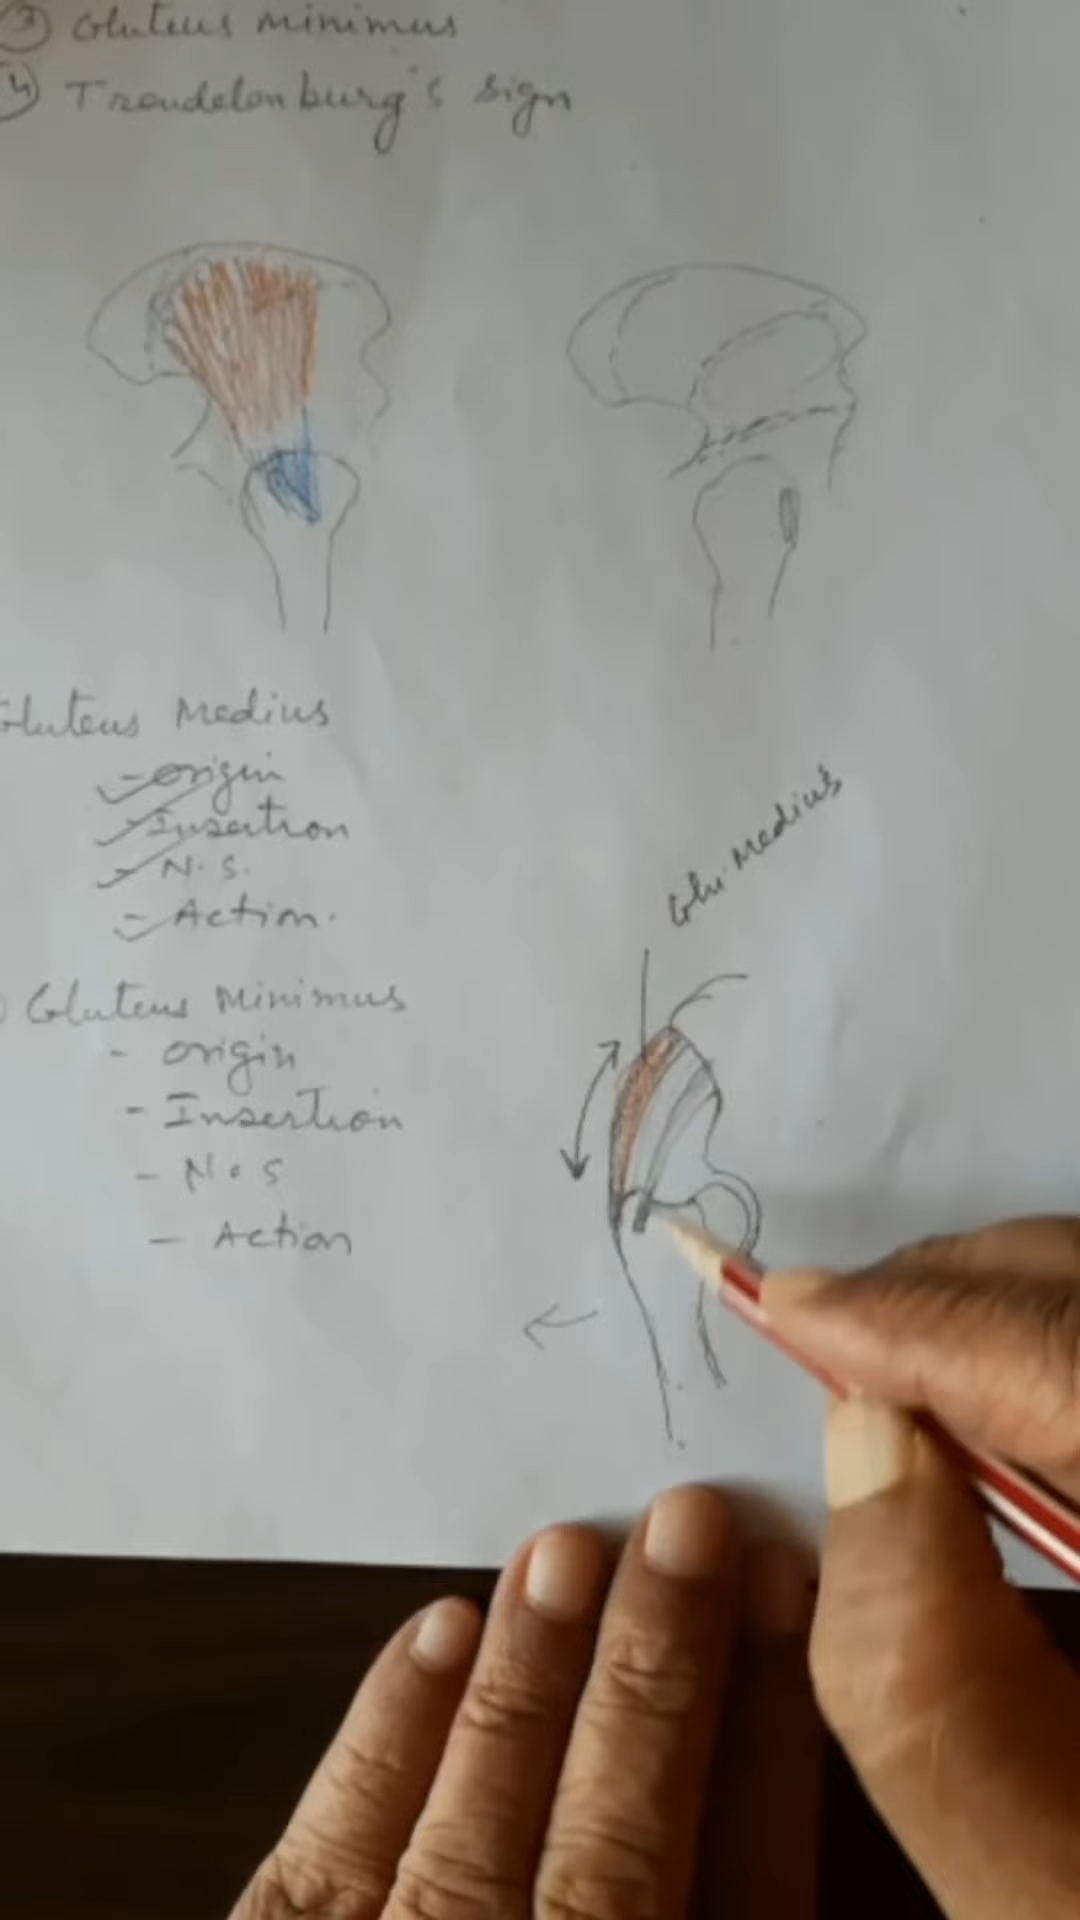 3 Gluteus minimus
4 Trendelenburg's sign
Gluteus Medius
- origin
- Insertion
- N.S.
- Action.
Glu. Medius
Gluteus Minimus
- origin
- Insertion
- N.S
- Action